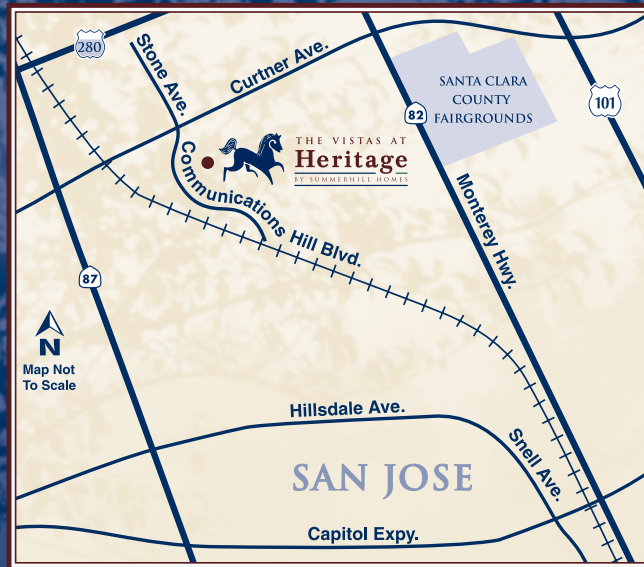 280
Stone Ave.
Curtner Ave.
SANTA CLARA
COUNTY
FAIRGROUNDS
101
82
THE VISTAS AT
Heritage
BY SUMMERHILL HOMES
Communications Hill Blvd.
Monterey Hwy.
87
N
Map Not
To Scale
Hillsdale Ave.
Snell Ave.
SAN JOSE
Capitol Expy.